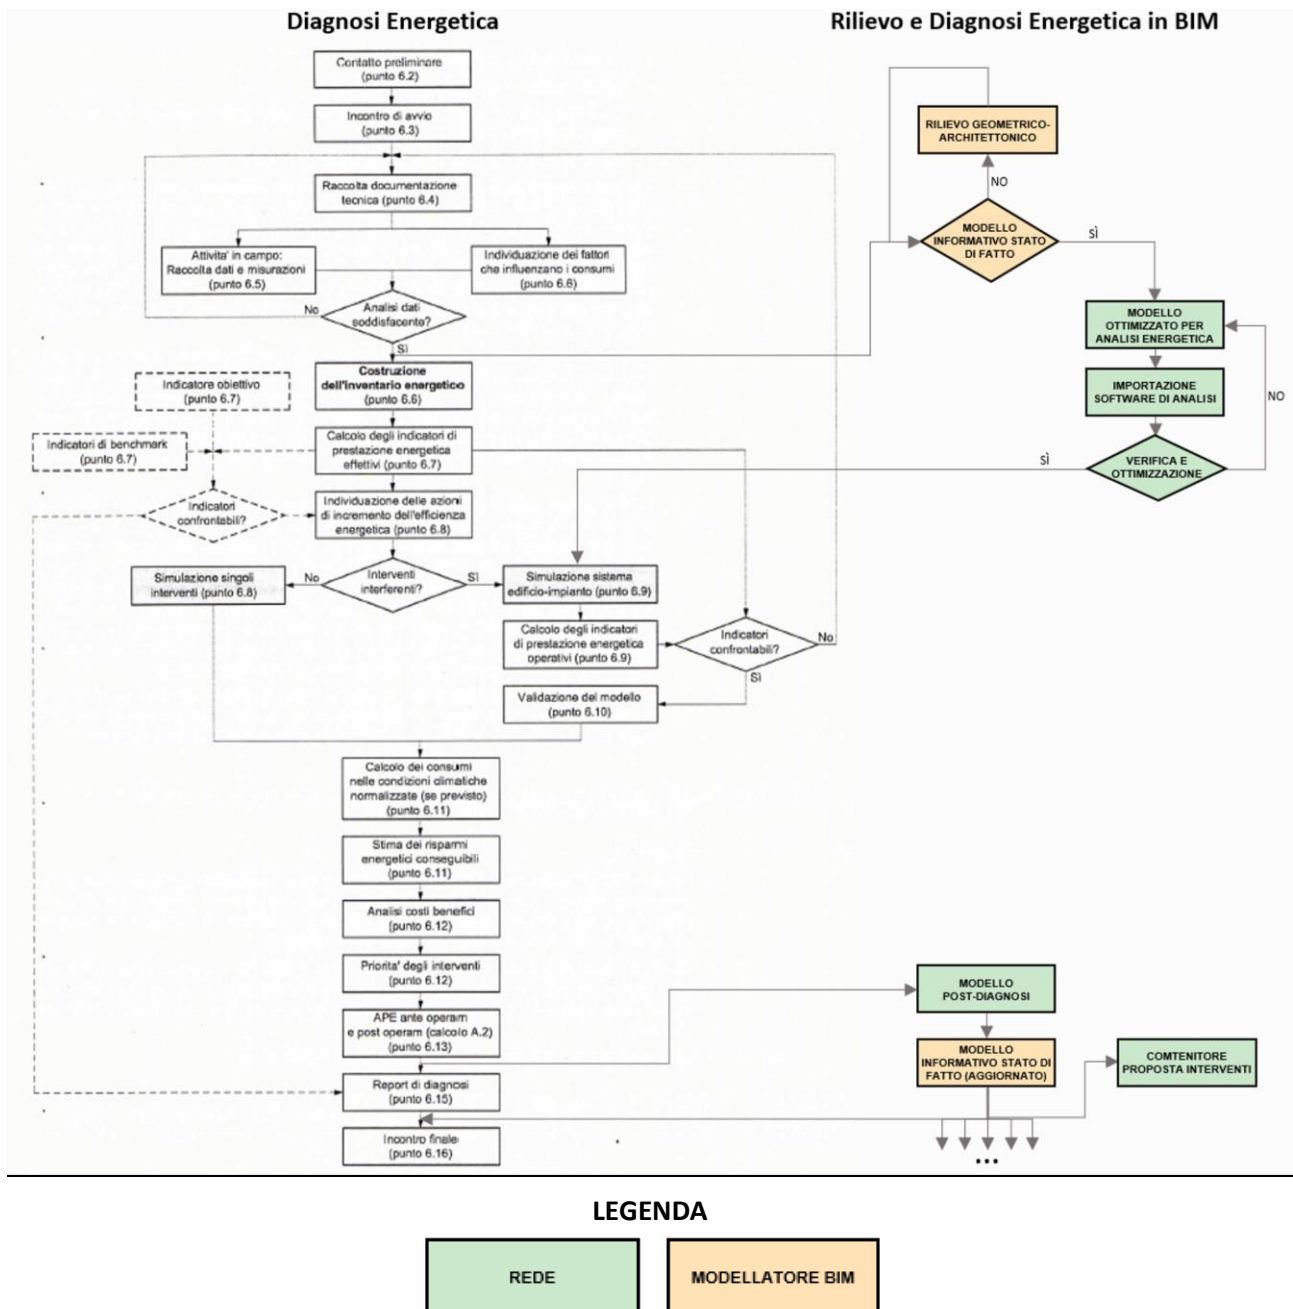 Diagnosi Energetica
Rilievo e Diagnosi Energetica in BIM
Contatto preliminare
(punto 6.2)
Incontro di avvio
(punto 6.3)
Raccolta documentazione
tecnica (punto 6.4)
Attivita' in campo:
Raccolta dati e misurazioni
(punto 6.5)
Individuazione dei fattori
che influenzano i consumi
(punto 6.6)
No
Analisi dati
soddisfacente?
Sì
Costruzione
dell'inventario energetico
(punto 6.6)
Indicatore obiettivo
(punto 6.7)
Indicatori di benchmark
(punto 6.7)
Calcolo degli indicatori di
prestazione energetica
effettivi (punto 6.7)
Indicatori
confrontabili?
Individuazione delle azioni
di incremento dell'efficienza
energetica (punto 6.8)
Simulazione singoli
interventi (punto 6.8)
No
Interventi
interferenti?
Sì
Simulazione sistema
edificio-impianto (punto 6.9)
Calcolo degli indicatori
di prestazione energetica
operativi (punto 6.9)
Indicatori
confrontabili?
No
Sì
Validazione del modello
(punto 6.10)
Calcolo dei consumi
nelle condizioni climatiche
normalizzate (se previsto)
(punto 6.11)
Stima dei risparmi
energetici conseguibili
(punto 6.11)
Analisi costi benefici
(punto 6.12)
Priorita' degli interventi
(punto 6.12)
APE ante operam
e post operam (calcolo A.2)
(punto 6.13)
Report di diagnosi
(punto 6.15)
Incontro finale
(punto 6.16)
RILIEVO GEOMETRICO-
ARCHITETTONICO
NO
MODELLO
INFORMATIVO STATO
DI FATTO
SÌ
MODELLO
OTTIMIZZATO PER
ANALISI ENERGETICA
IMPORTAZIONE
SOFTWARE DI ANALISI
NO
SÌ
VERIFICA E
OTTIMIZZAZIONE
MODELLO
POST-DIAGNOSI
MODELLO
INFORMATIVO STATO DI
FATTO (AGGIORNATO)
COMTENITORE
PROPOSTA INTERVENTI
...
LEGENDA
REDE
MODELLATORE BIM